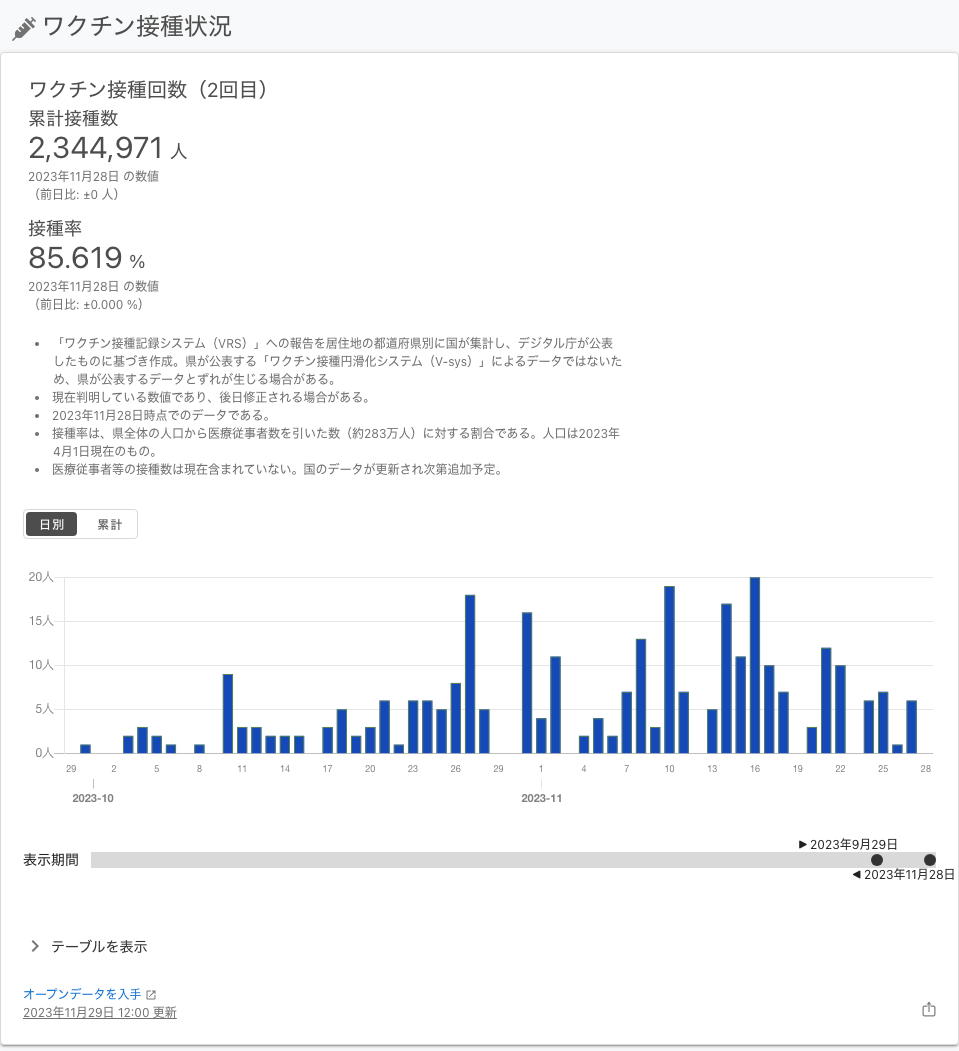 ワクチン接種状況
ワクチン接種回数（2回目）
累計接種数
2,344,971 人
2023年11月28日 の数値
（前日比: ±0 人）
接種率
85.619 %
2023年11月28日 の数値
（前日比: ±0.000 %）
• 「ワクチン接種記録システム（VRS）」への報告を居住地の都道府県別に国が集計し、デジタル庁が公表
したものに基づき作成。県が公表する「ワクチン接種円滑化システム（V-sys）」によるデータではないた
め、県が公表するデータとずれが生じる場合がある。
• 現在判明している数値であり、後日修正される場合がある。
• 2023年11月28日時点でのデータである。
• 接種率は、県全体の人口から医療従事者数を引いた数（約283万人）に対する割合である。人口は2023年
4月1日現在のもの。
• 医療従事者等の接種数は現在含まれていない。国のデータが更新され次第追加予定。
日別 累計
20人
15人
10人
5人
0人
29 2 5 8 11 14 17 20 23 26 29 1 4 7 10 13 16 19 22 25 28
2023-10 2023-11
▶ 2023年9月29日
表示期間
◀ 2023年11月28日
テーブルを表示
オープンデータを入手
2023年11月29日 12:00 更新